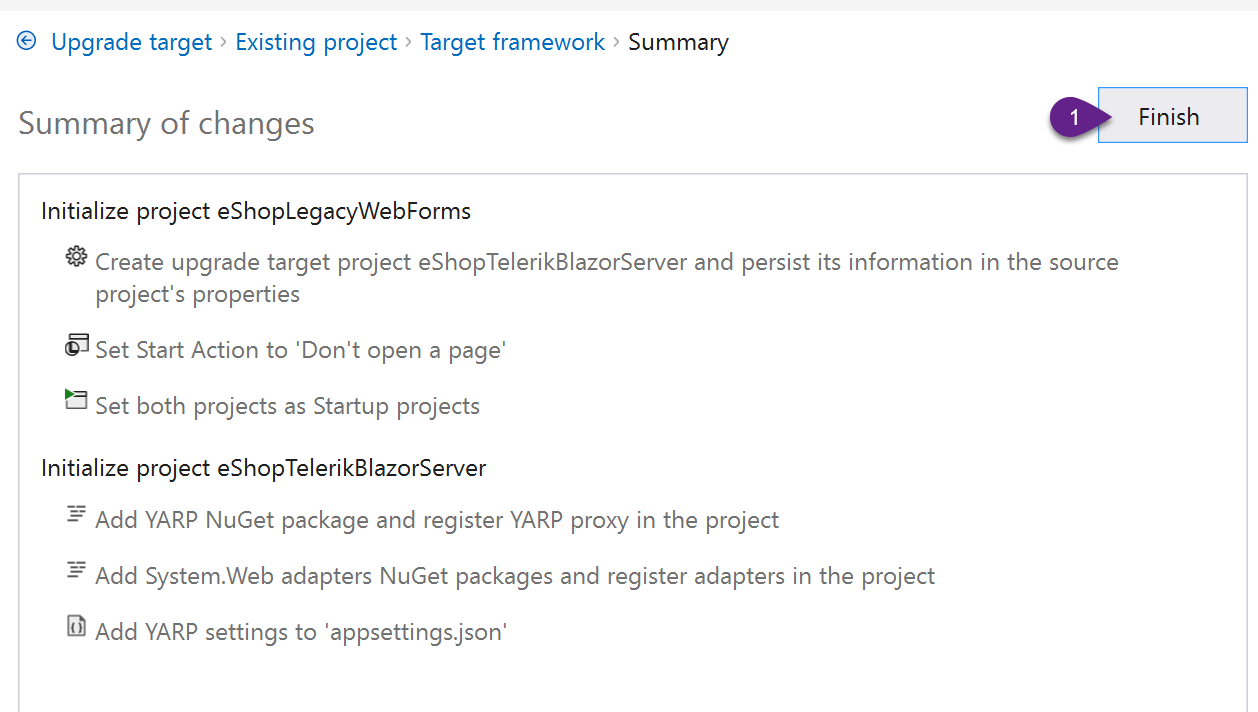 Upgrade target › Existing project › Target framework › Summary
Summary of changes
1
Finish
Initialize project eShopLegacyWebForms
Create upgrade target project eShopTelerikBlazorServer and persist its information in the source
project's properties
Set Start Action to 'Don't open a page'
Set both projects as Startup projects
Initialize project eShopTelerikBlazorServer
Add YARP NuGet package and register YARP proxy in the project
Add System.Web adapters NuGet packages and register adapters in the project
Add YARP settings to 'appsettings.json'